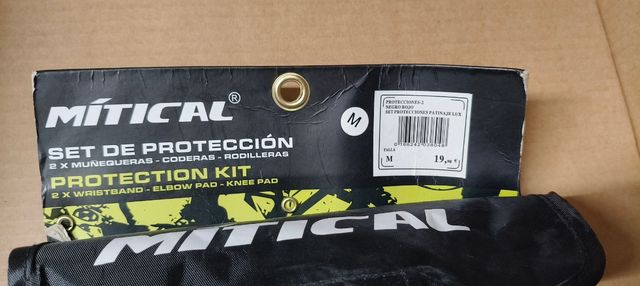 MÍTICAL®
SET DE PROTECCIÓN
2 X MUÑEQUERAS - CODERAS - RODILLERAS
PROTECTION KIT
2 X WRISTBAND - ELBOW PAD - KNEE PAD
M
PROTECCIONES-2
NEGRO ROJO
SET PROTECCIONES PATINAJE LUX
TALLA
M 19,90 €
MÍTICAL